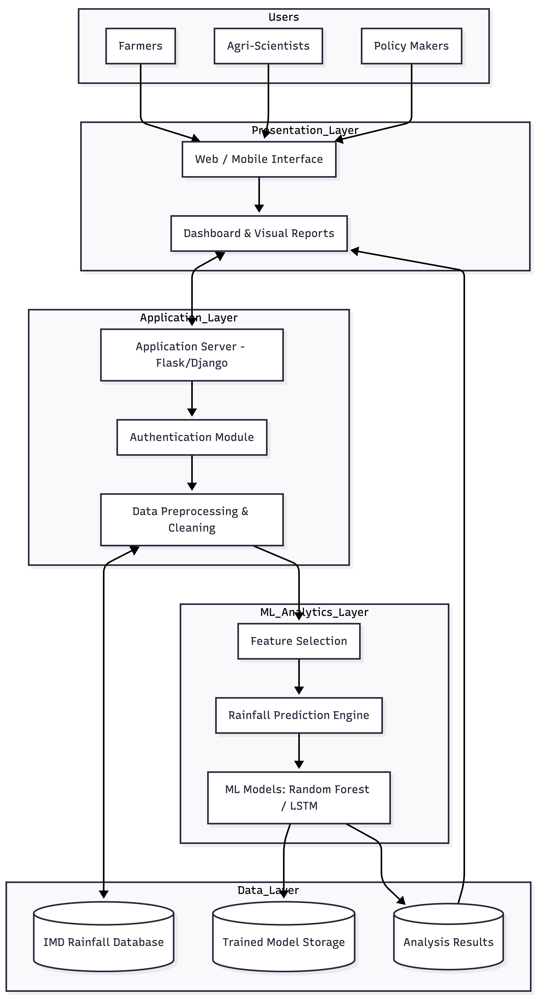 Users
Farmers
Agri-Scientists
Policy Makers
Presentation_Layer
Web / Mobile Interface
Dashboard & Visual Reports
Application_Layer
Application Server -
Flask/Django
Authentication Module
Data Preprocessing &
Cleaning
ML_Analytics_Layer
Feature Selection
Rainfall Prediction Engine
ML Models: Random Forest
/ LSTM
Data_Layer
IMD Rainfall Database
Trained Model Storage
Analysis Results